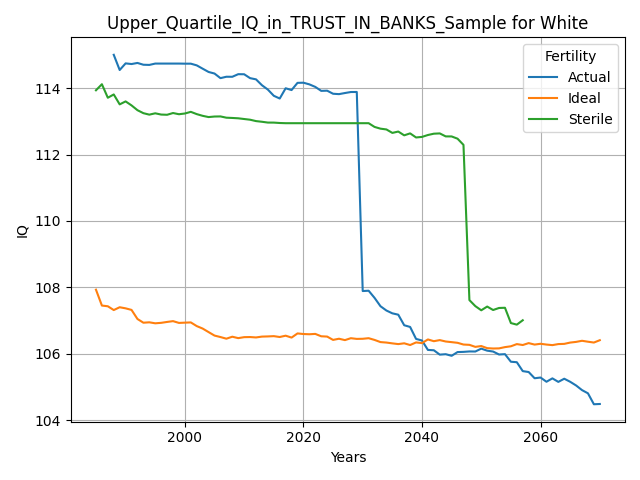 Upper_Quartile_IQ_in_TRUST_IN_BANKS_Sample for White
Fertility
Actual
Ideal
Sterile
114
112
110
108
106
104
IQ
2000
2020
2040
2060
Years